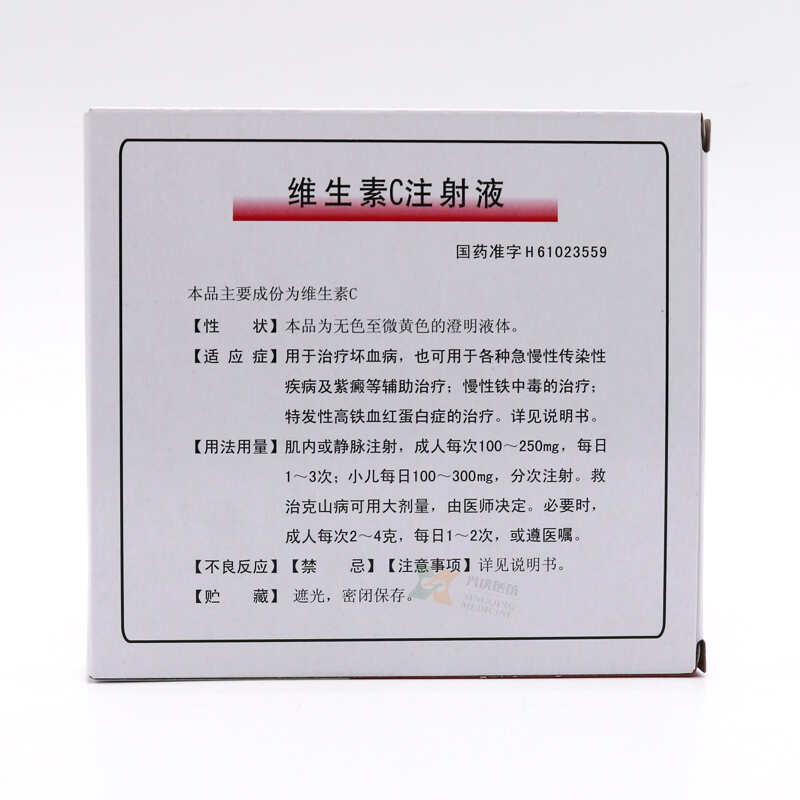 维生素C注射液
国药准字H61023559
本品主要成份为维生素C
【性 状】本品为无色至微黄色的澄明液体。
【适应症】用于治疗坏血病，也可用于各种急慢性传染性
疾病及紫癜等辅助治疗；慢性铁中毒的治疗；
特发性高铁血红蛋白症的治疗。详见说明书。
【用法用量】肌内或静脉注射，成人每次100～250mg，每日
1～3次；小儿每日100～300mg，分次注射。救
治克山病可用大剂量，由医师决定。必要时，
成人每次2～4克，每日1～2次，或遵医嘱。
【不良反应】【禁 忌】【注意事项】详见说明书。
【贮 藏】遮光，密闭保存。
兴庆医药
XINGQING
MEDICINE